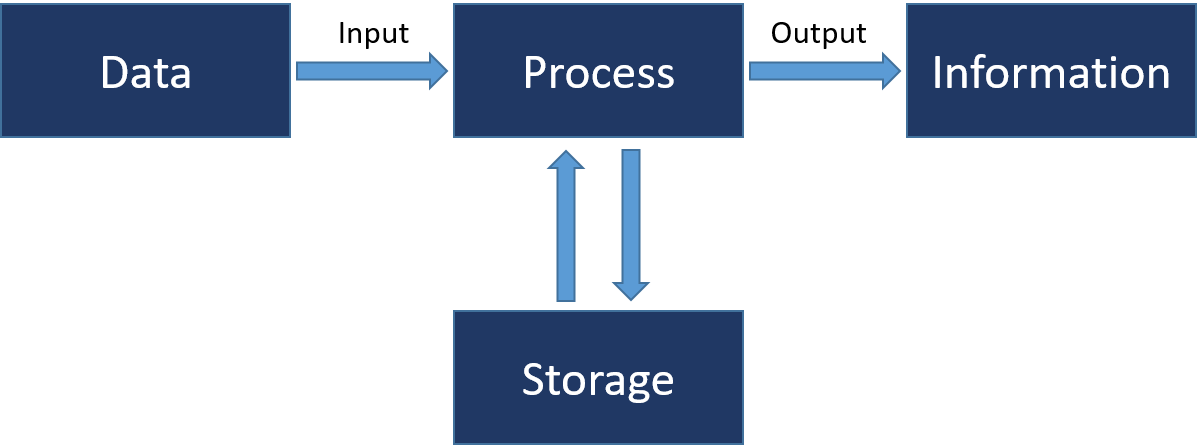 Data
Input
Process
Output
Information
Storage